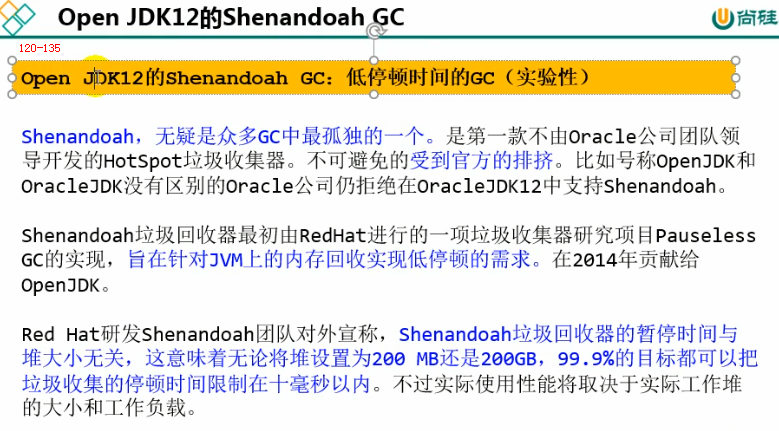 Open JDK12的Shenandoah GC
尚硅
120-135
Open JDK12的Shenandoah GC：低停顿时间的GC（实验性）
Shenandoah，无疑是众多GC中最孤独的一个。是第一款不由Oracle公司团队领
导开发的HotSpot垃圾收集器。不可避免的受到官方的排挤。比如号称OpenJDK和
OracleJDK没有区别的Oracle公司仍拒绝在OracleJDK12中支持Shenandoah。
Shenandoah垃圾回收器最初由RedHat进行的一项垃圾收集器研究项目Pauseless
GC的实现，旨在针对JVM上的内存回收实现低停顿的需求。在2014年贡献给
OpenJDK。
Red Hat研发Shenandoah团队对外宣称，Shenandoah垃圾回收器的暂停时间与
堆大小无关，这意味着无论将堆设置为200 MB还是200GB，99.9%的目标都可以把
垃圾收集的停顿时间限制在十毫秒以内。不过实际使用性能将取决于实际工作堆
的大小和工作负载。